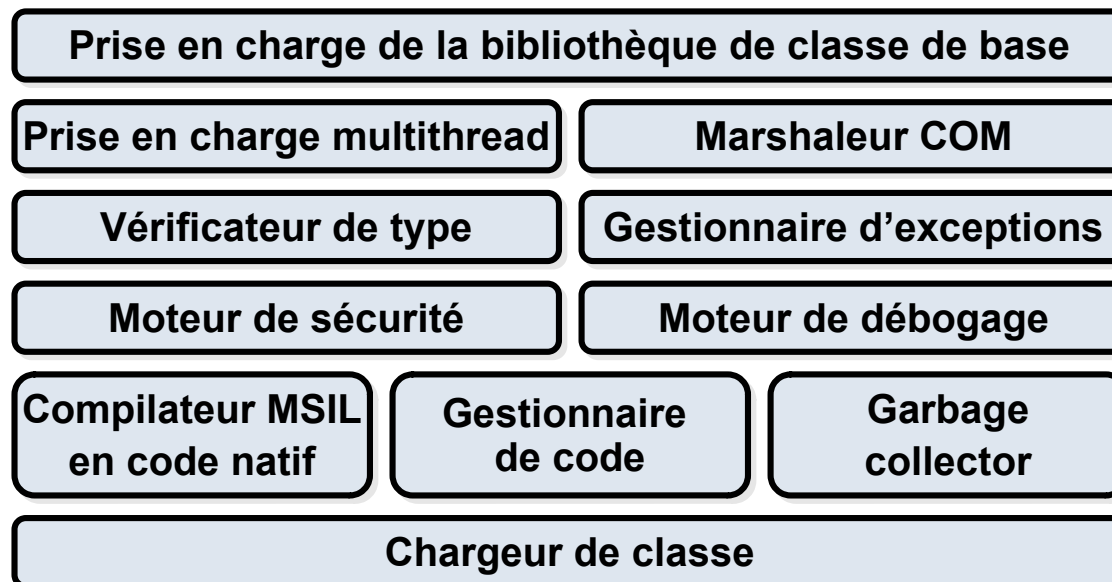 Prise en charge de la bibliothèque de classe de base
Prise en charge multithread
Marshaleur COM
Vérificateur de type
Gestionnaire d’exceptions
Moteur de sécurité
Moteur de débogage
Compilateur MSIL
en code natif
Gestionnaire
de code
Garbage
collector
Chargeur de classe